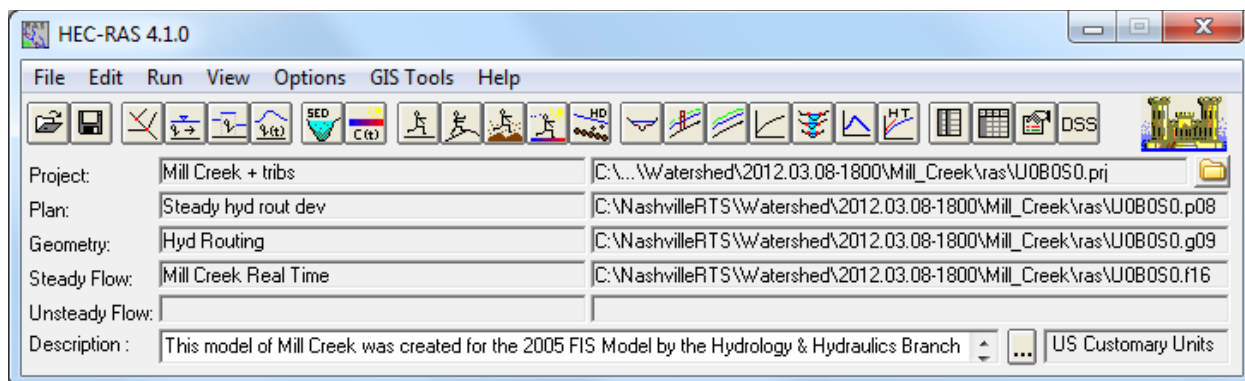 HEC-RAS 4.1.0
File Edit Run View Options GIS Tools Help
SED Q(t) C(t) HD HT DSS
Project: Mill Creek + tribs C:\...\Watershed\2012.03.08-1800\Mill_Creek\ras\U0B0S0.prj
Plan: Steady hyd rout dev C:\NashvilleRTS\Watershed\2012.03.08-1800\Mill_Creek\ras\U0B0S0.p08
Geometry: Hyd Routing C:\NashvilleRTS\Watershed\2012.03.08-1800\Mill_Creek\ras\U0B0S0.g09
Steady Flow: Mill Creek Real Time C:\NashvilleRTS\Watershed\2012.03.08-1800\Mill_Creek\ras\U0B0S0.f16
Unsteady Flow:
Description : This model of Mill Creek was created for the 2005 FIS Model by the Hydrology & Hydraulics Branch ... US Customary Units